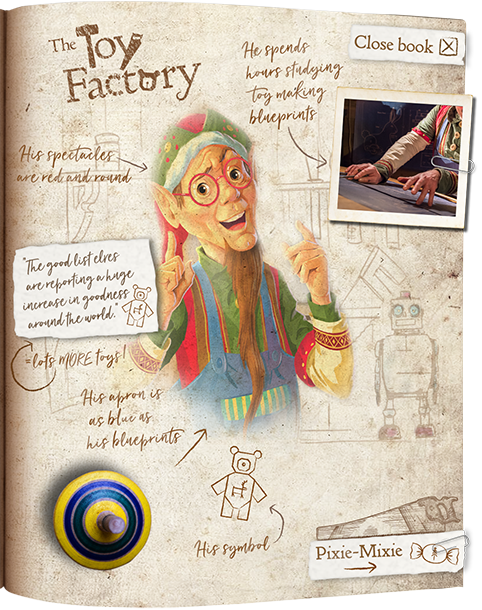 The Toy
Factory
Close book
He spends
hours studying
toy making
blueprints
His spectacles
are red and round
"The good list elves
are reporting a huge
increase in goodness
around the world."
=lots MORE toys!
His apron is
as blue as
his blueprints
His symbol
Pixie-Mixie